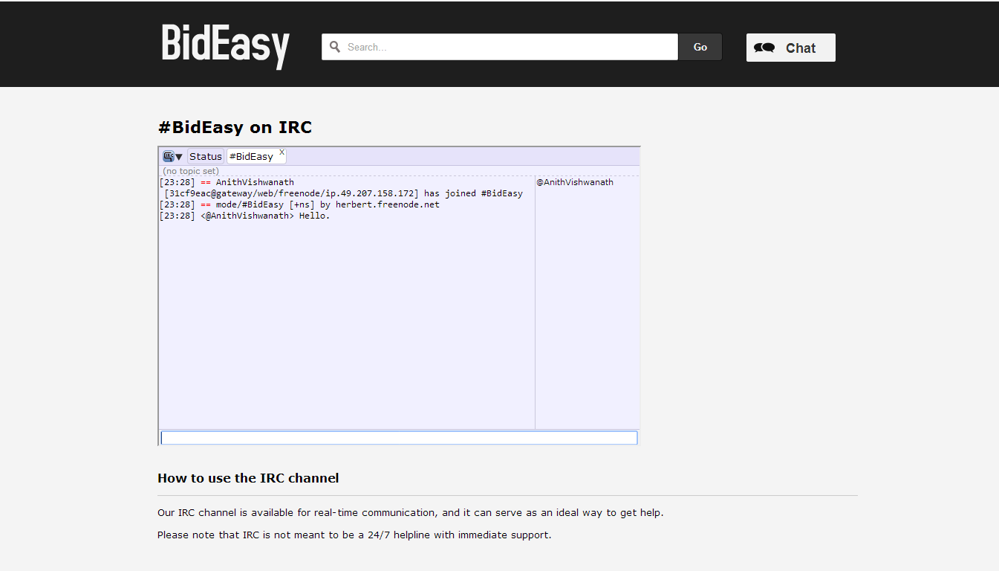 BidEasy
Search...
Go
Chat
#BidEasy on IRC
IRC
Status
#BidEasy
X
(no topic set)
[23:28] == AnithVishwanath
[31cf9eac@gateway/web/freenode/ip.49.207.158.172] has joined #BidEasy
[23:28] == mode/#BidEasy [+ns] by herbert.freenode.net
[23:28] <@AnithVishwanath> Hello.
@AnithVishwanath
How to use the IRC channel
Our IRC channel is available for real-time communication, and it can serve as an ideal way to get help.
Please note that IRC is not meant to be a 24/7 helpline with immediate support.